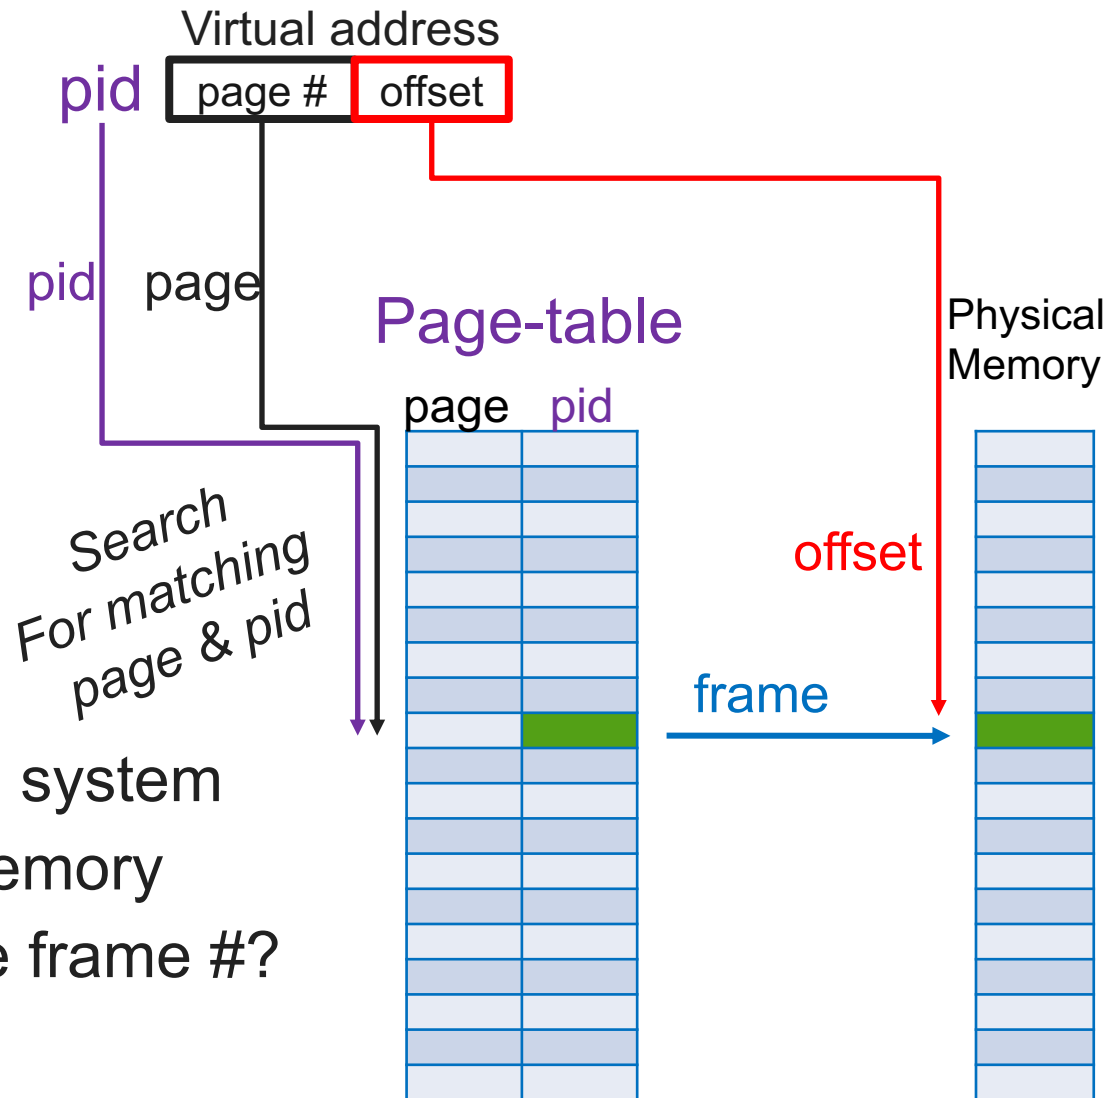 Virtual address
pid page # offset
pid page
Page-table
Physical
Memory
page pid
Search
For matching
page & pid
offset
frame
system
emory
e frame #?